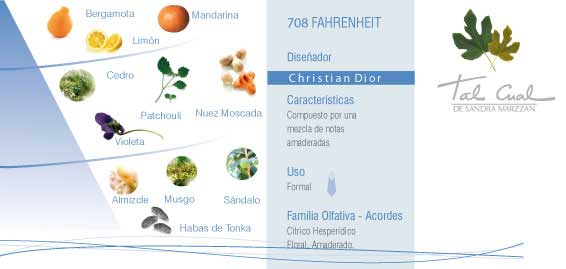 Bergamota
Mandarina
Limón
Cedro
Patchoulí
Nuez Moscada
Violeta
Almizcle
Musgo
Sándalo
Habas de Tonka
708 FAHRENHEIT
Diseñador
Christian Dior
Características
Compuesto por una
mezcla de notas
amaderadas
Uso
Formal
Familia Olfativa - Acordes
Cítrico Hesperídico
Floral, Amaderado.
Tal Cual
DE SANDRA MARZZAN